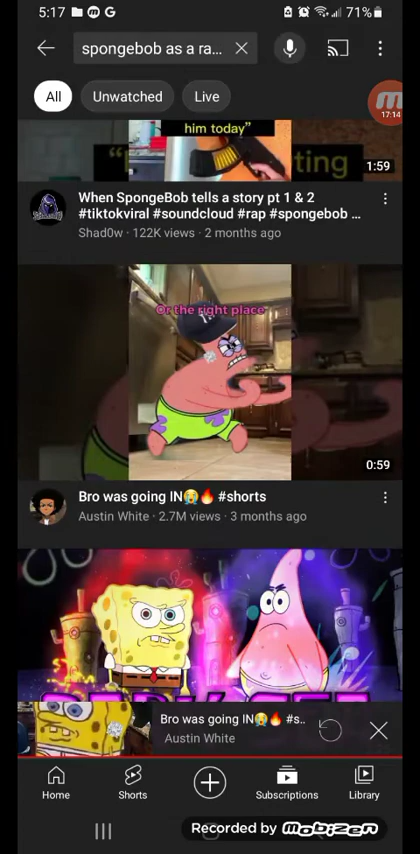 5:17
71%
spongebob as a ra...
All
Unwatched
Live
17:14
him today”
ting
1:59
When SpongeBob tells a story pt 1 & 2
#tiktokviral #soundcloud #rap #spongebob ...
Shad0w · 122K views · 2 months ago
Or the right place
0:59
Bro was going IN😭🔥 #shorts
Austin White · 2.7M views · 3 months ago
Bro was going IN😭🔥 #s..
Austin White
Home
Shorts
Subscriptions
Library
Recorded by mobizen